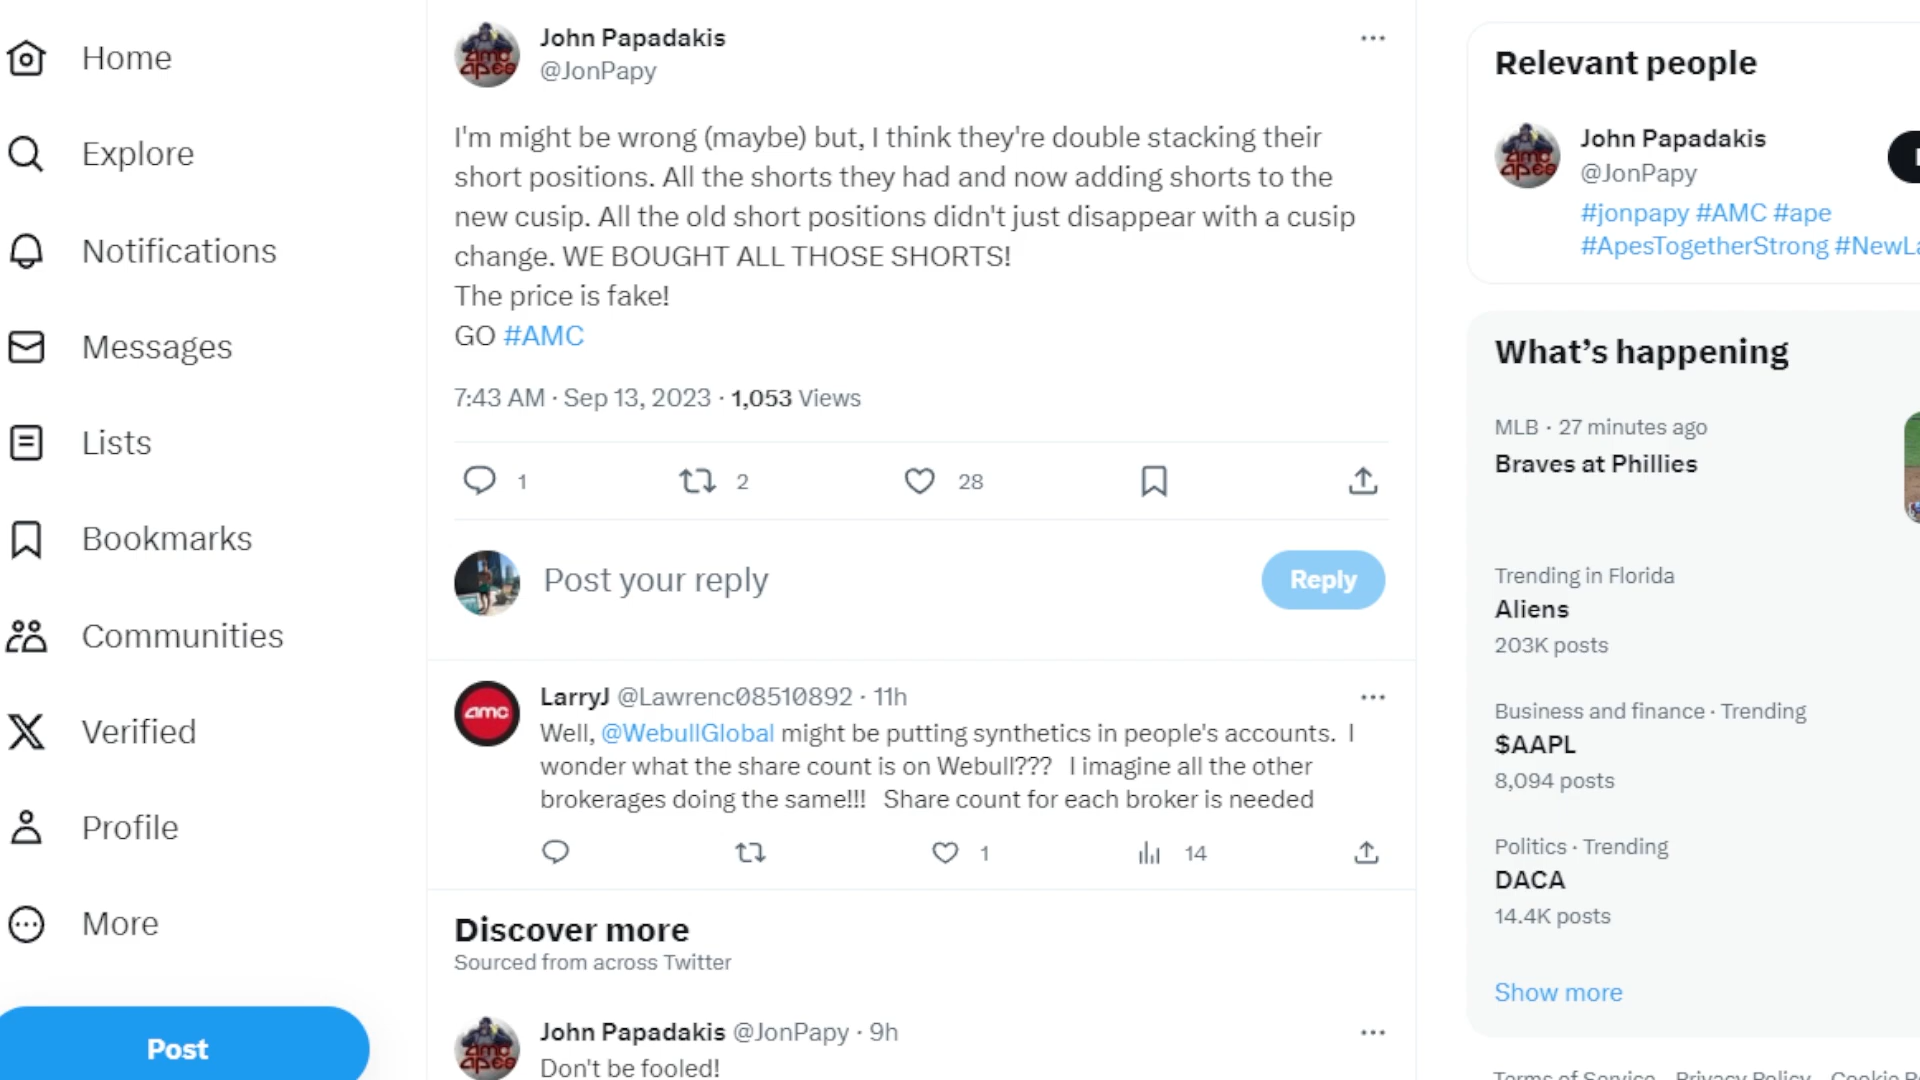 Home
Explore
Notifications
Messages
Lists
Bookmarks
Communities
Verified
Profile
More
Post
John Papadakis
@JonPapy
I'm might be wrong (maybe) but, I think they're double stacking their
short positions. All the shorts they had and now adding shorts to the
new cusip. All the old short positions didn't just disappear with a cusip
change. WE BOUGHT ALL THOSE SHORTS!
The price is fake!
GO #AMC
7:43 AM · Sep 13, 2023 · 1,053 Views
1 2 28
Post your reply
Reply
LarryJ @Lawrenc08510892 · 11h
Well, @WebullGlobal might be putting synthetics in people's accounts. I
wonder what the share count is on Webull??? I imagine all the other
brokerages doing the same!!! Share count for each broker is needed
1 14
Discover more
Sourced from across Twitter
John Papadakis @JonPapy · 9h
Don't be fooled!
Relevant people
John Papadakis
@JonPapy
#jonpapy #AMC #ape
#ApesTogetherStrong
What's happening
MLB · 27 minutes ago
Braves at Phillies
Trending in Florida
Aliens
203K posts
Business and finance · Trending
$AAPL
8,094 posts
Politics · Trending
DACA
14.4K posts
Show more
Terms of Service Privacy Policy Cookie
amc